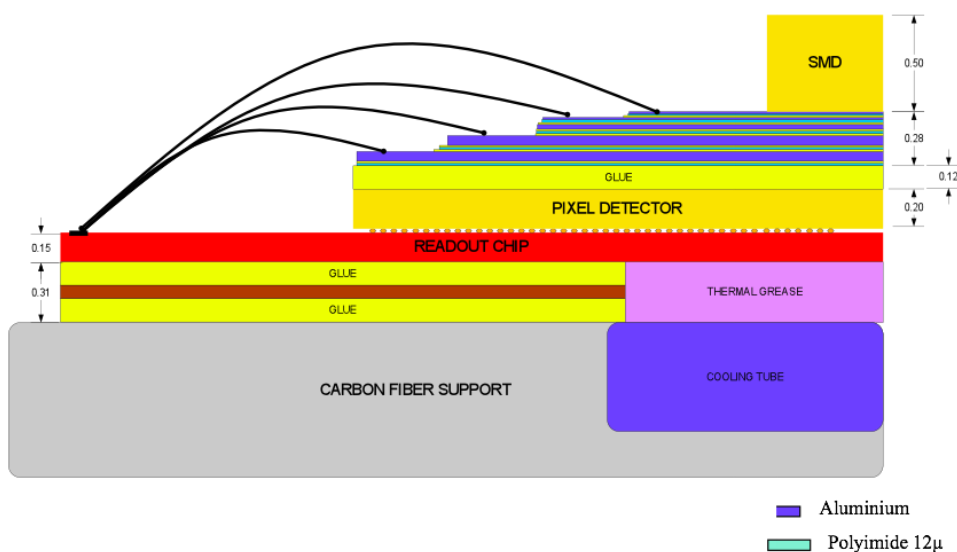 SMD
0.50
0.28
GLUE
0.12
PIXEL DETECTOR
0.20
READOUT CHIP
0.15
GLUE
THERMAL GREASE
0.31
GLUE
CARBON FIBER SUPPORT
COOLING TUBE
Aluminium
Polyimide 12μ